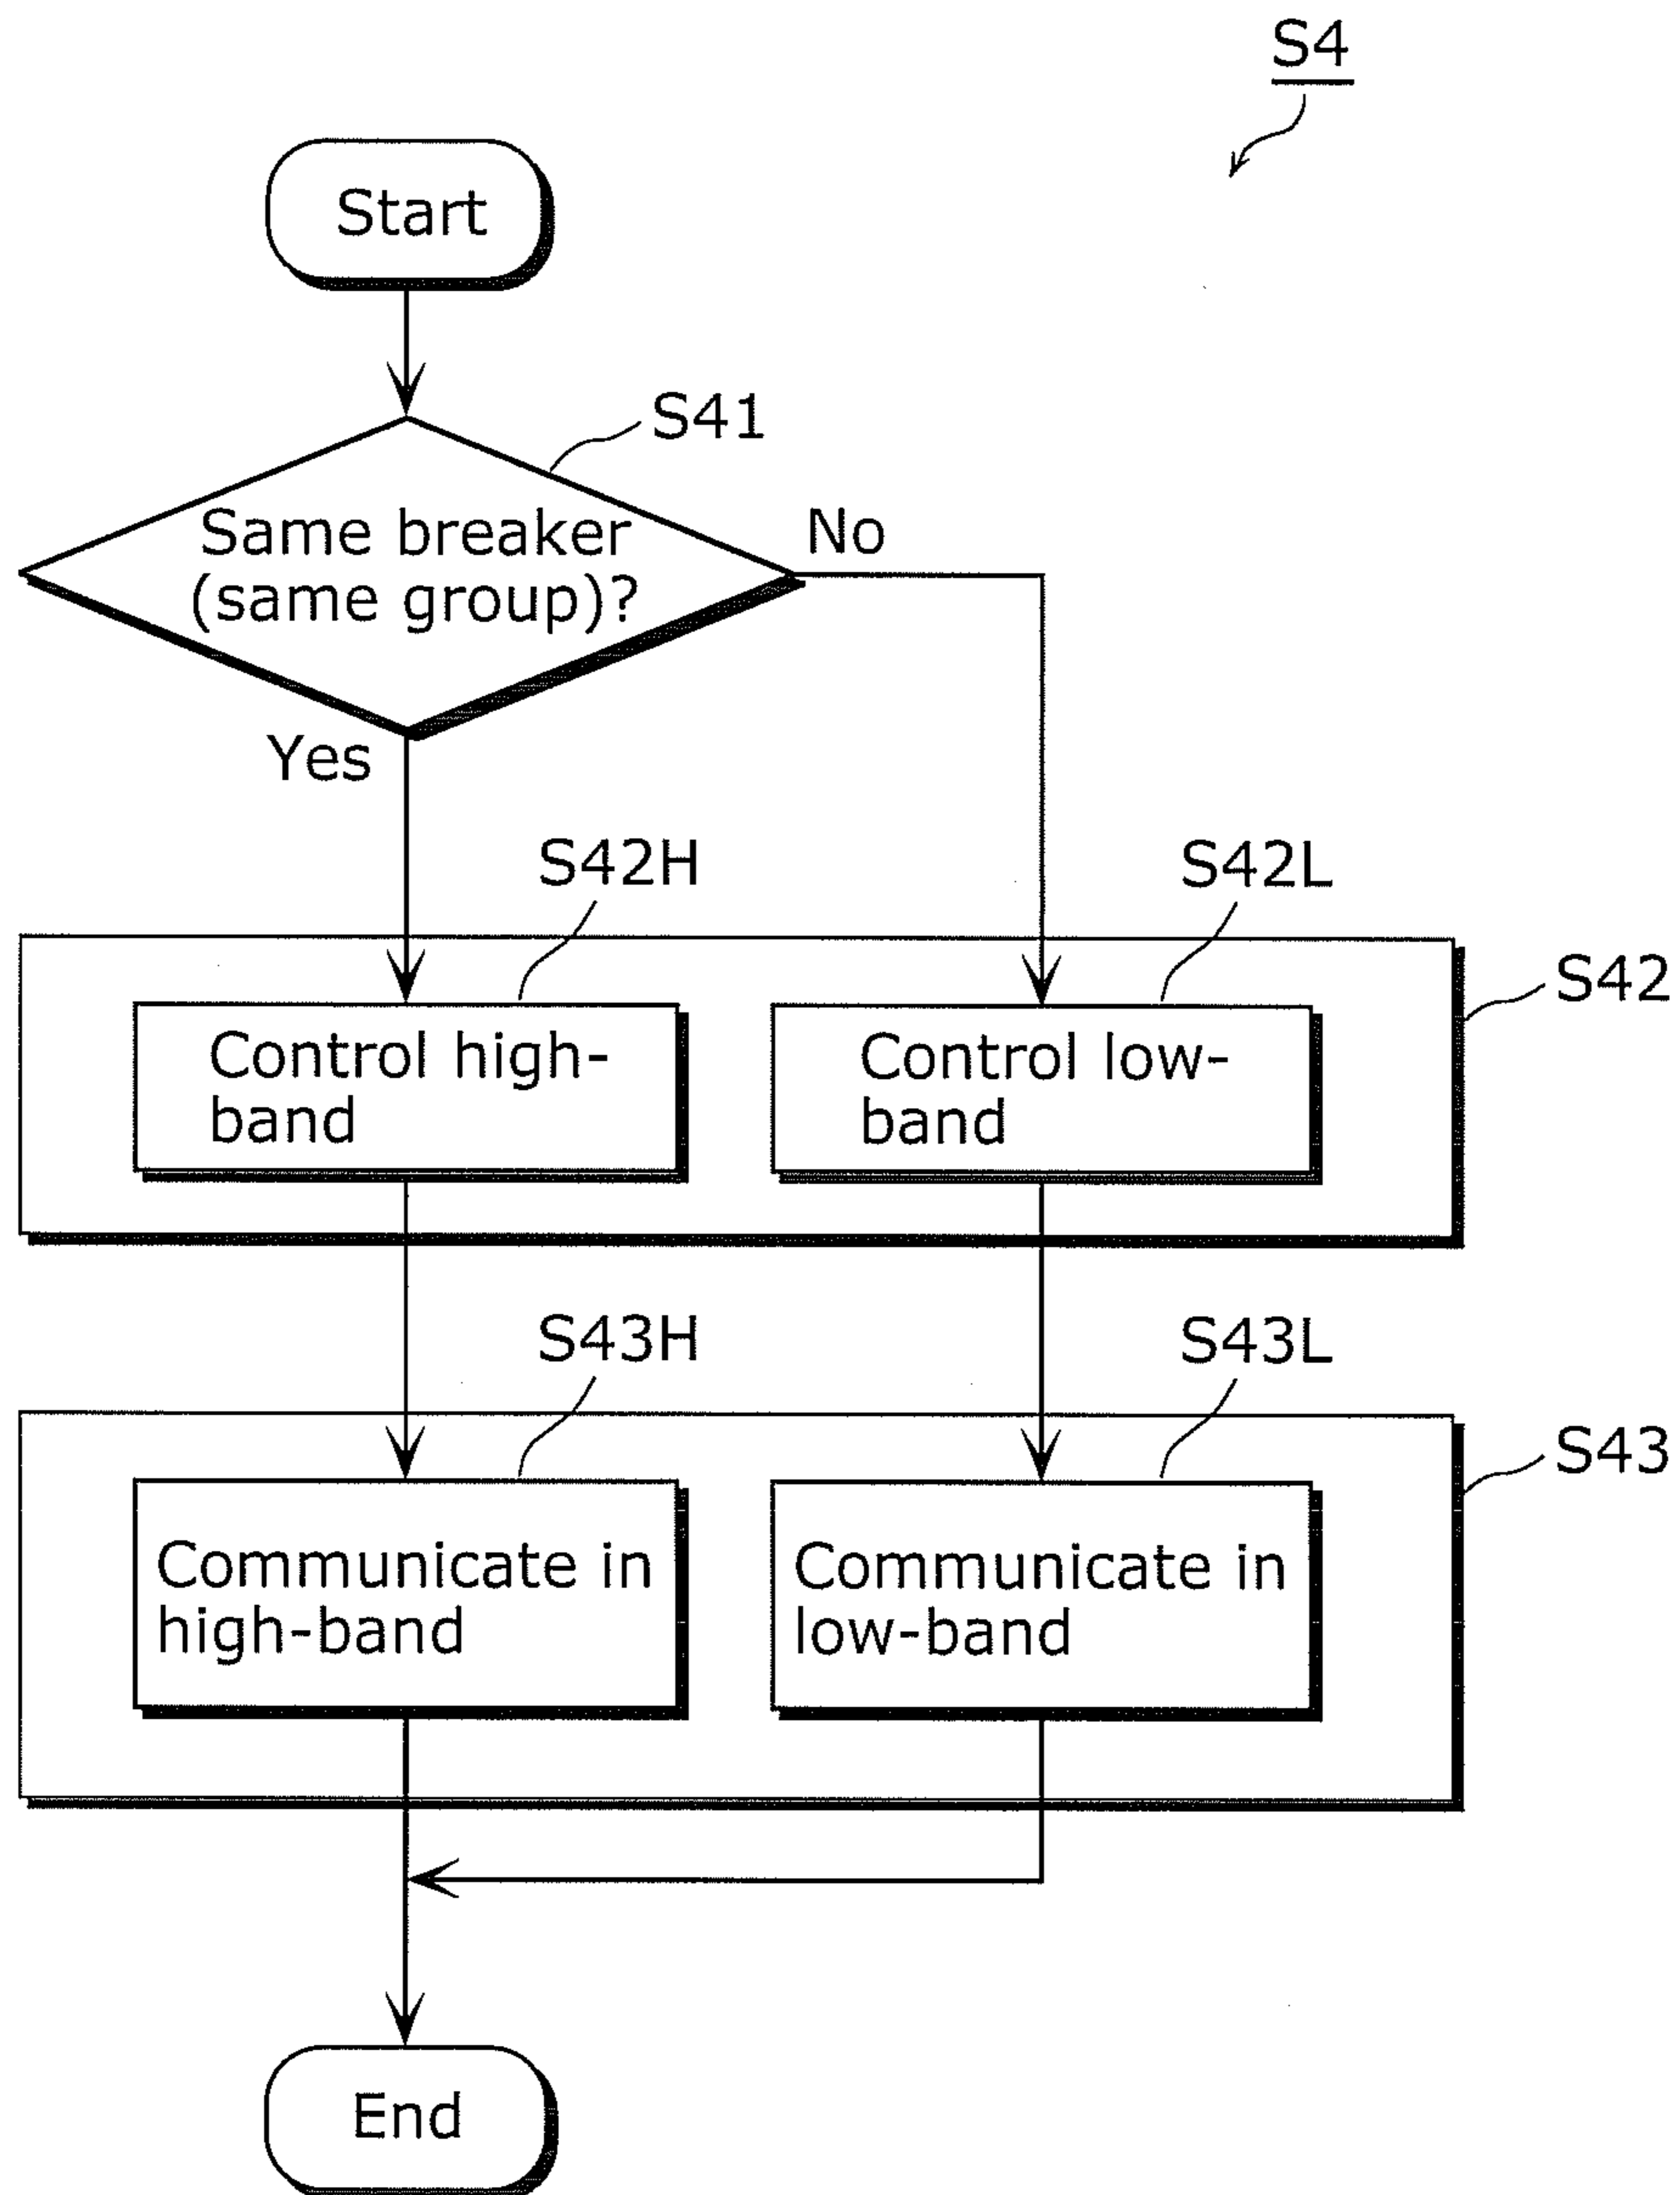 S4
Start
S41
Same breaker
(same group)?
No
Yes
S42H
S42L
S42
Control high-
band
Control low-
band
S43H
S43L
S43
Communicate in
high-band
Communicate in
low-band
End